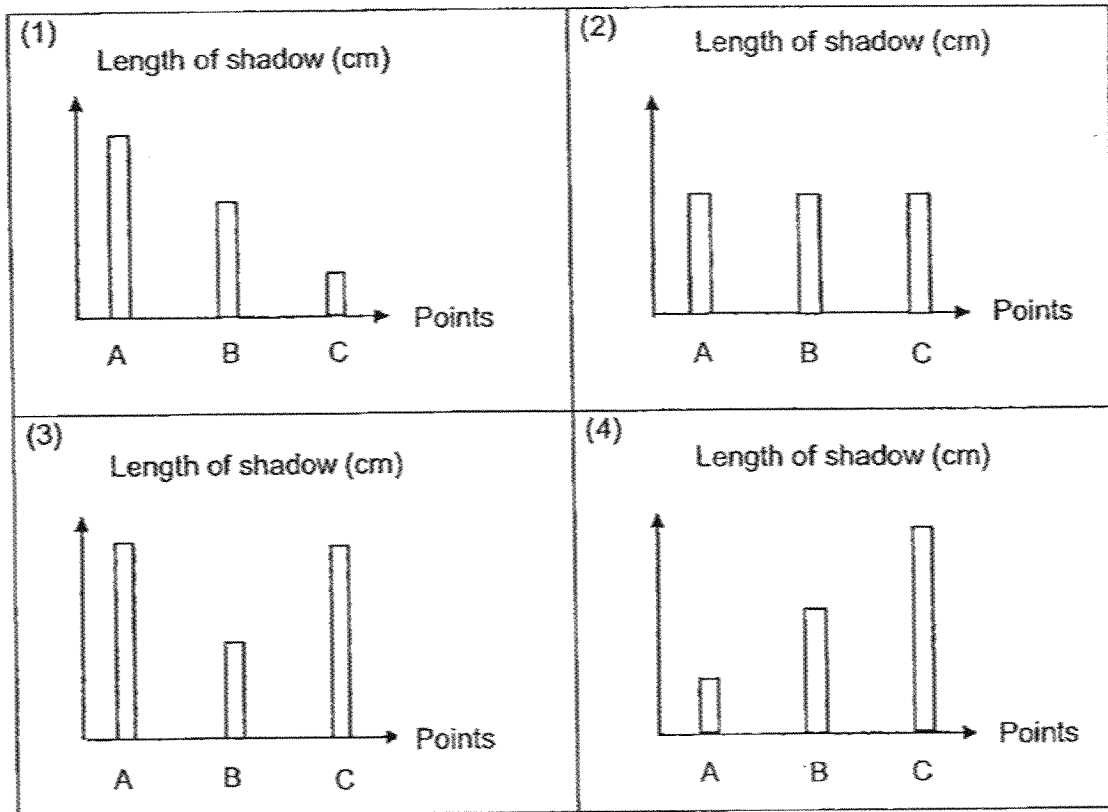 (1)
Length of shadow (cm)
Points
A B C
(2)
Length of shadow (cm)
Points
A B C
(3)
Length of shadow (cm)
Points
A B C
(4)
Length of shadow (cm)
Points
A B C